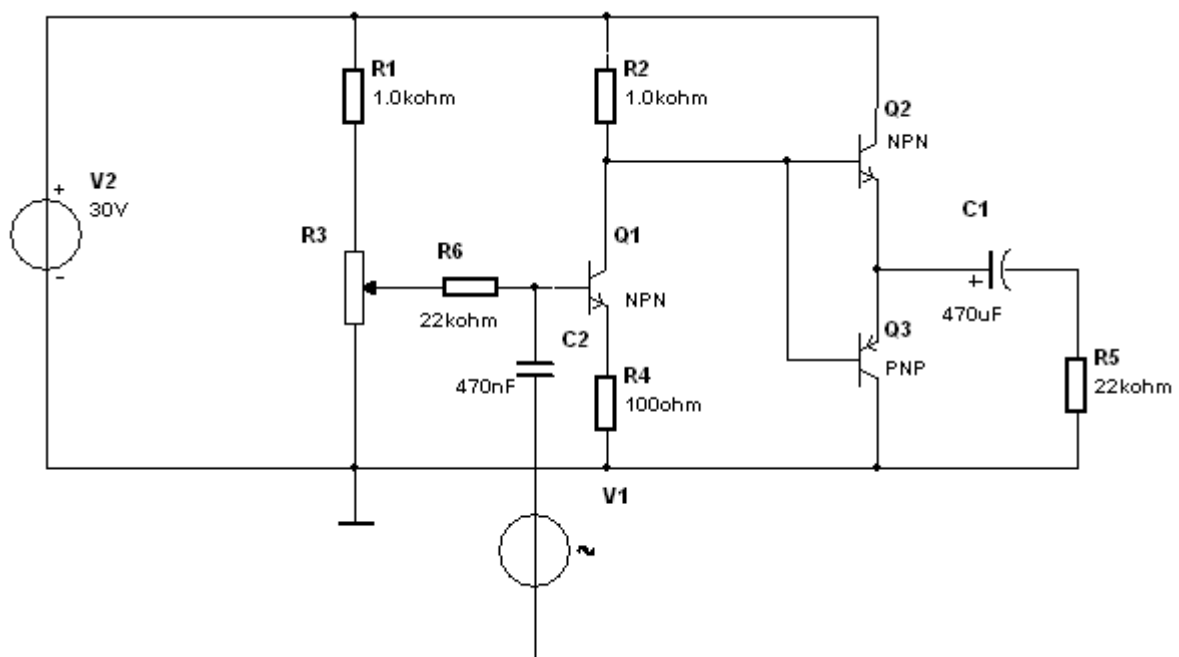 R1
1.0kohm
R2
1.0kohm
Q2
NPN
V2
+
30V
-
R3
R6
22kohm
Q1
NPN
C1
+
470uF
C2
470nF
R4
100ohm
Q3
PNP
R5
22kohm
V1
~